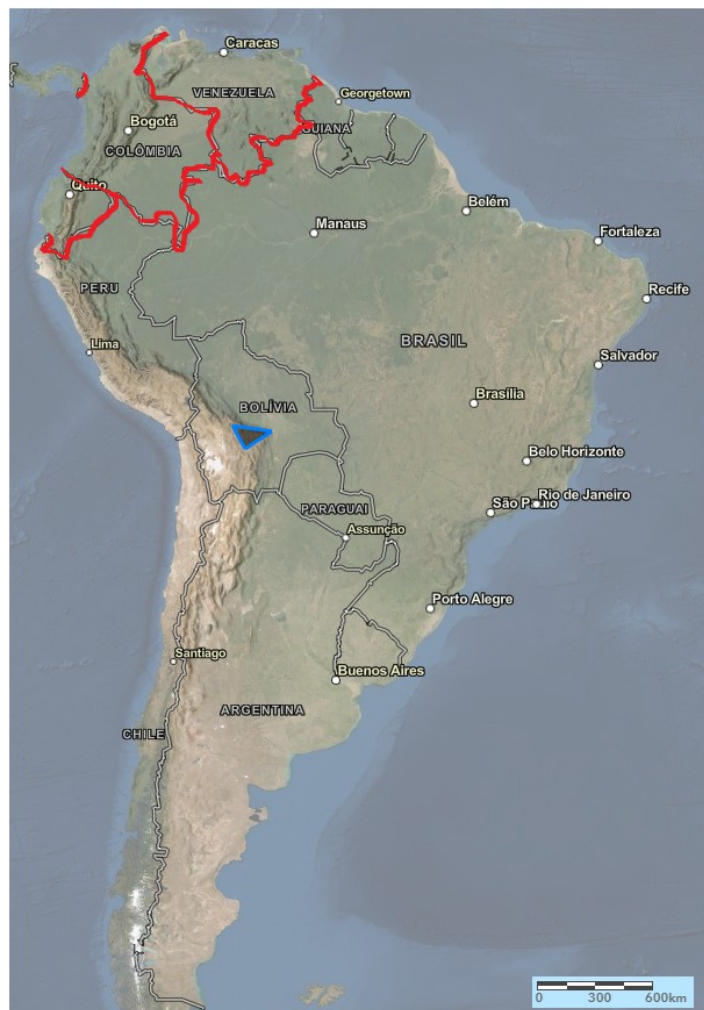 Caracas
VENEZUELA
Georgetown
GUIANA
Bogotá
COLÔMBIA
Quito
Manaus
Belém
Fortaleza
PERU
Recife
Lima
BRASIL
Salvador
BOLÍVIA
Brasília
Belo Horizonte
São Paulo
Rio de Janeiro
PARAGUAI
Assunção
Porto Alegre
Santiago
Buenos Aires
ARGENTINA
CHILE
0 300 600km